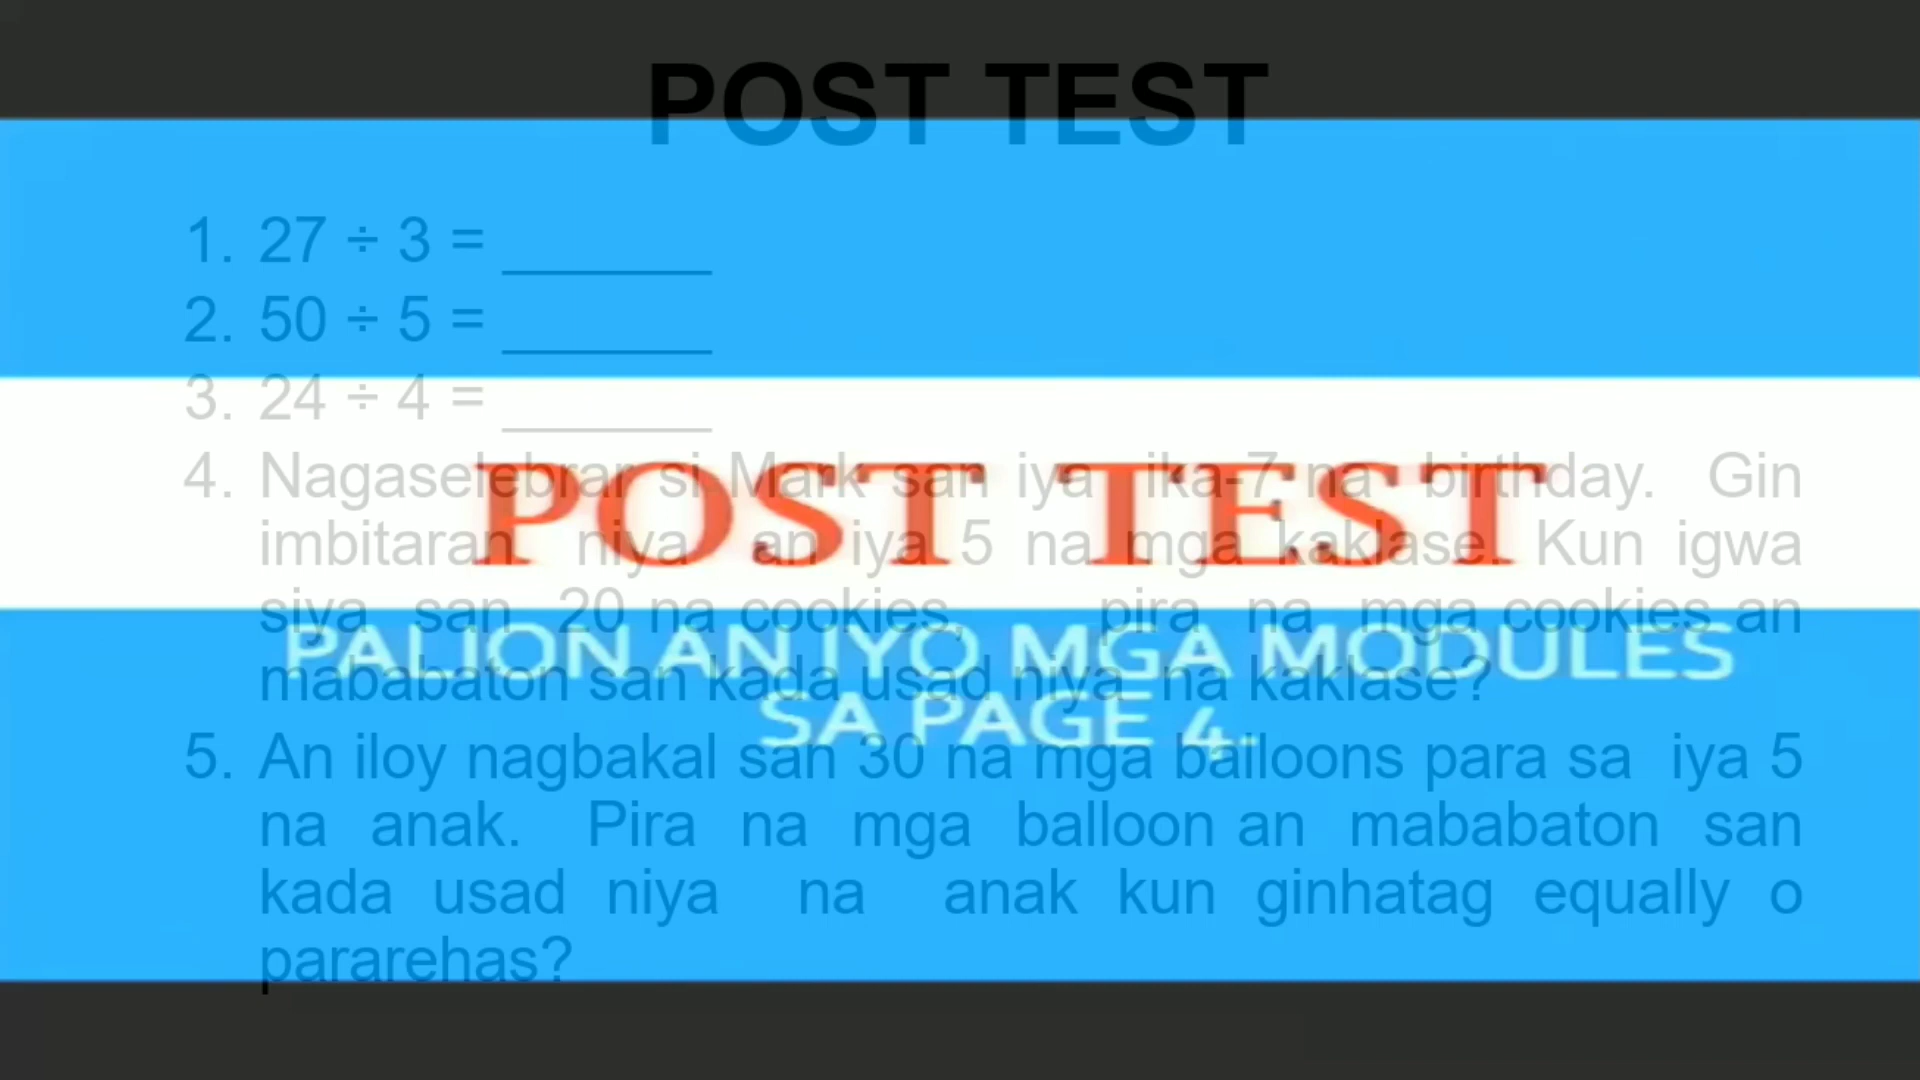 POST TEST
1. 27 ÷ 3 = ______
2. 50 ÷ 5 = ______
3. 24 ÷ 4 = ______
4. Nagaselebrar si Mark san iya ika-7 na birthday. Gin
imbitaran niya an iya 5 na mga kaklase. Kun igwa
siya san 20 na cookies, pira na mga cookies an
mababaton san kada usad niya na kaklase?
5. An iloy nagbakal san 30 na mga balloons para sa iya 5
na anak. Pira na mga balloon an mababaton san
kada usad niya na anak kun ginhatag equally o
pararehas?
POST TEST
PALION AN IYO MGA MODULES
SA PAGE 4.